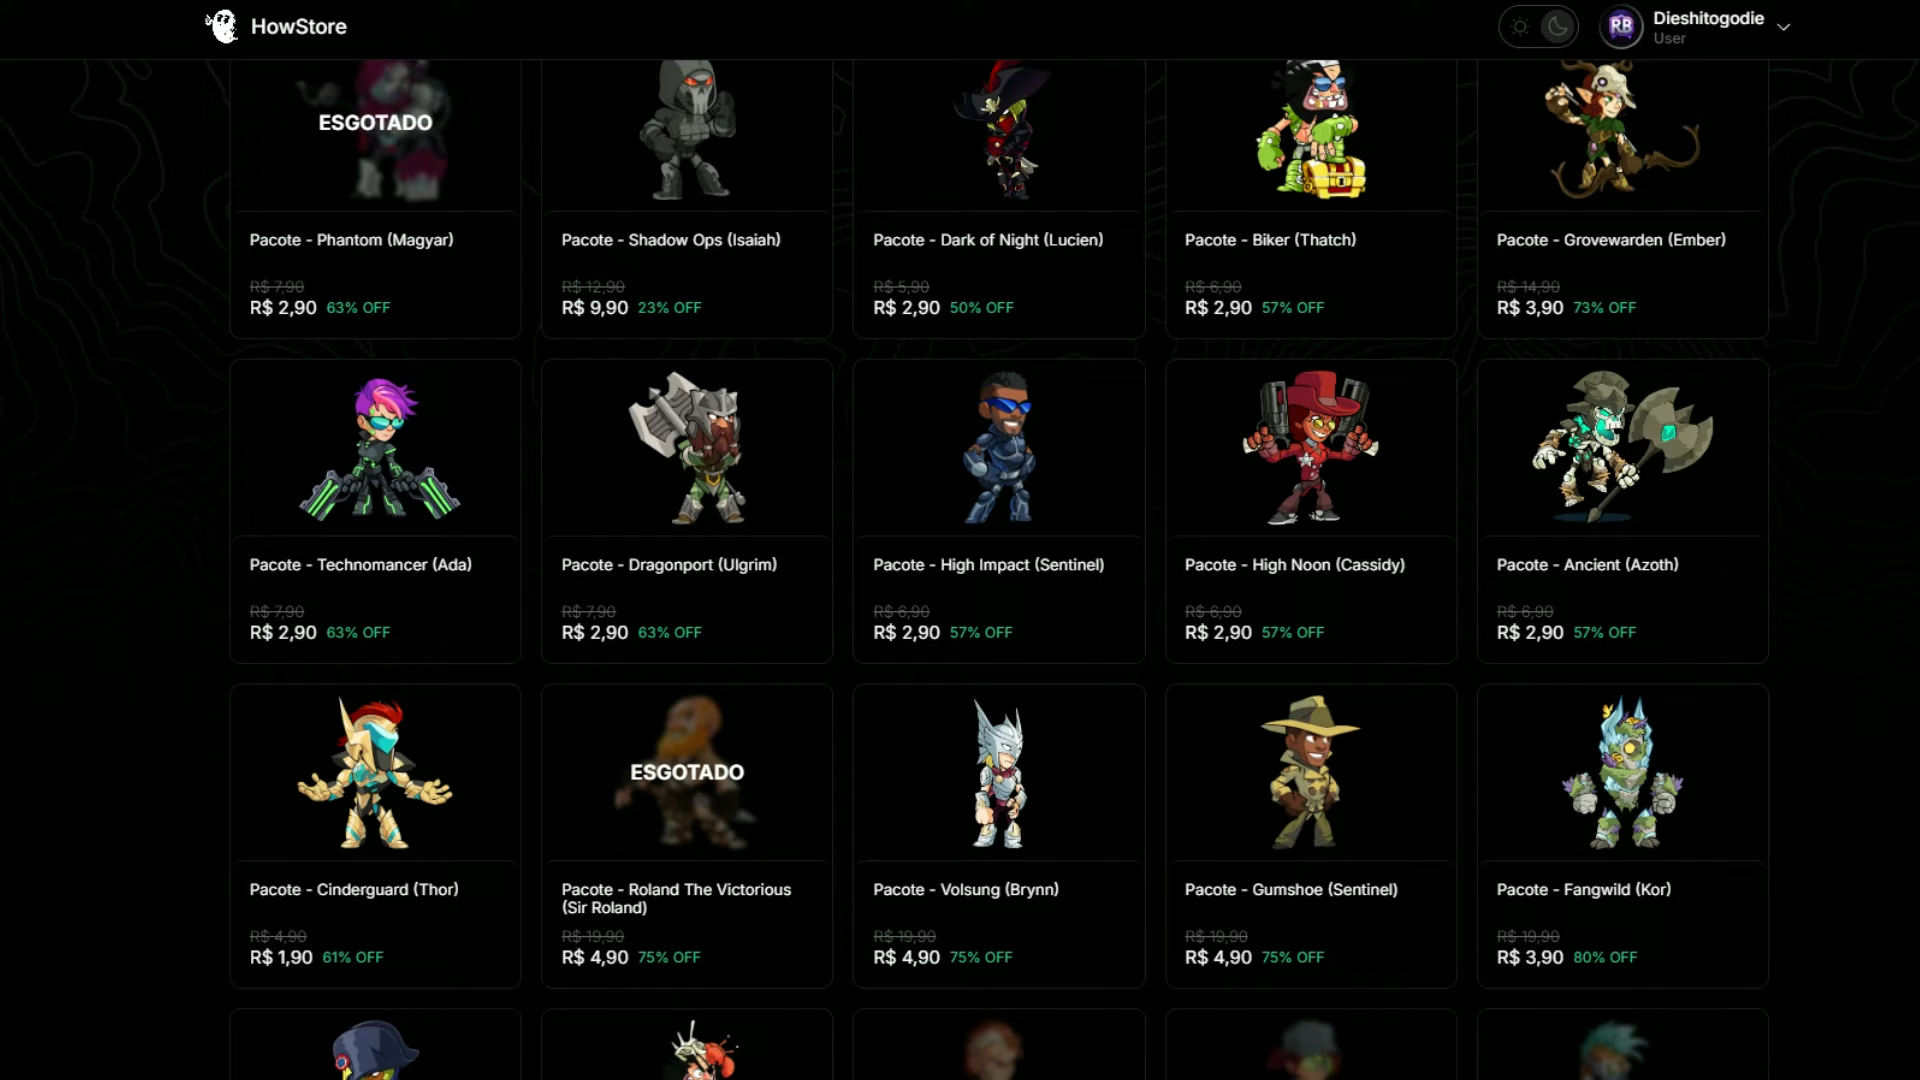 HowStore
Dieshitogodie
User
RB
ESGOTADO
Pacote - Phantom (Magyar)
R$ 7,90
R$ 2,90 63% OFF
Pacote - Shadow Ops (Isaiah)
R$ 12,90
R$ 9,90 23% OFF
Pacote - Dark of Night (Lucien)
R$ 5,90
R$ 2,90 50% OFF
Pacote - Biker (Thatch)
R$ 6,90
R$ 2,90 57% OFF
Pacote - Grovewarden (Ember)
R$ 14,90
R$ 3,90 73% OFF
Pacote - Technomancer (Ada)
R$ 7,90
R$ 2,90 63% OFF
Pacote - Dragonport (Ulgrim)
R$ 7,90
R$ 2,90 63% OFF
Pacote - High Impact (Sentinel)
R$ 6,90
R$ 2,90 57% OFF
Pacote - High Noon (Cassidy)
R$ 6,90
R$ 2,90 57% OFF
Pacote - Ancient (Azoth)
R$ 6,90
R$ 2,90 57% OFF
Pacote - Cinderguard (Thor)
R$ 4,90
R$ 1,90 61% OFF
ESGOTADO
Pacote - Roland The Victorious
(Sir Roland)
R$ 19,90
R$ 4,90 75% OFF
Pacote - Volsung (Brynn)
R$ 19,90
R$ 4,90 75% OFF
Pacote - Gumshoe (Sentinel)
R$ 19,90
R$ 4,90 75% OFF
Pacote - Fangwild (Kor)
R$ 19,90
R$ 3,90 80% OFF